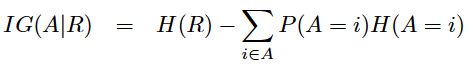 IG(A|R) = H(R) − ∑_{i∈A} P(A = i)H(A = i)